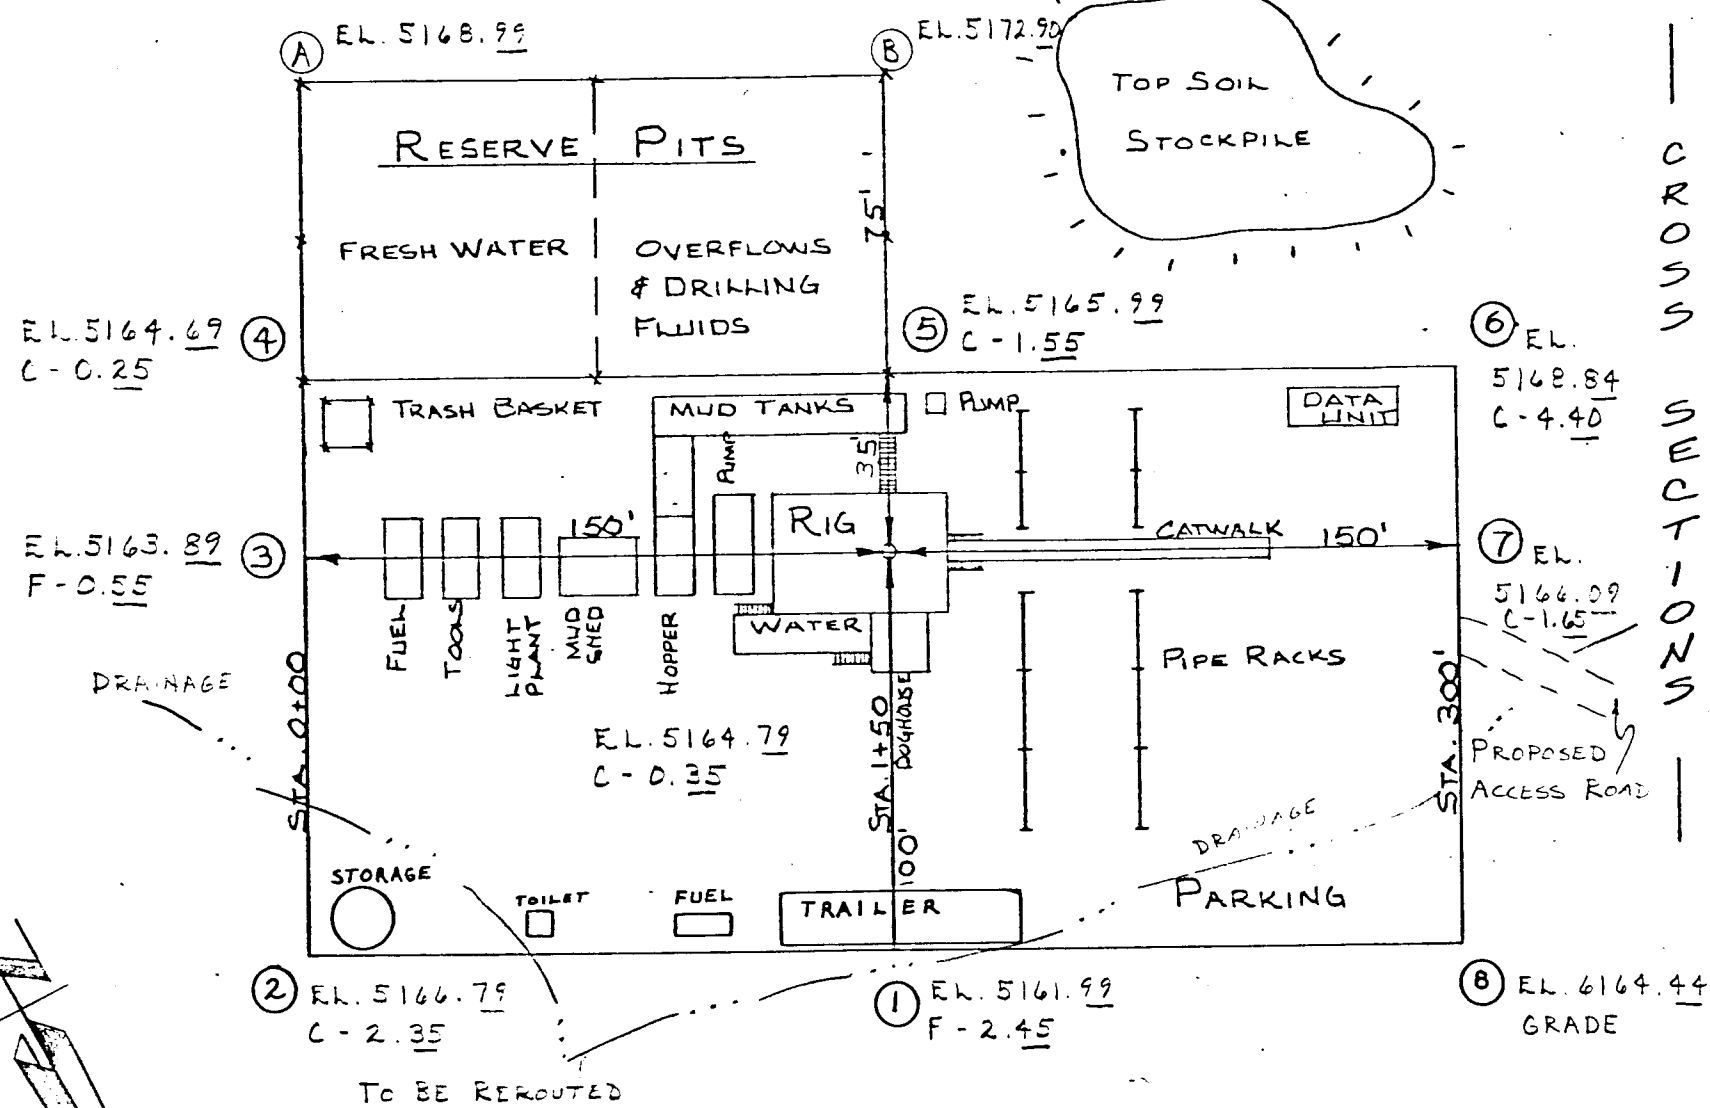 A EL. 5168.99
B EL. 5172.90
TOP SOIL
STOCKPILE
RESERVE PITS
FRESH WATER
OVERFLOWS
& DRILLING
FLUIDS
75'
4 EL. 5164.69
C - 0.25
5 EL. 5165.99
C - 1.55
6 EL.
5168.84
C - 4.40
TRASH BASKET
MUD TANKS
PUMP
DATA
UNIT
PUMP
35'
RIG
150'
CATWALK
150'
3 EL. 5163.89
F - 0.55
7 EL.
5166.09
C - 1.65
FUEL
TOOLS
LIGHT
PLANT
MUD
SHED
HOPPER
WATER
DOGHOUSE
PIPE RACKS
DRAINAGE
STA. 0+00
EL. 5164.79
C - 0.35
STA. 1+50
100'
STA. 300'
PROPOSED
ACCESS ROAD
DRAINAGE
STORAGE
TOILET
FUEL
TRAILER
PARKING
2 EL. 5166.79
C - 2.35
1 EL. 5161.99
F - 2.45
8 EL. 6164.44
GRADE
TO BE REROUTED
N
CROSS SECTIONS